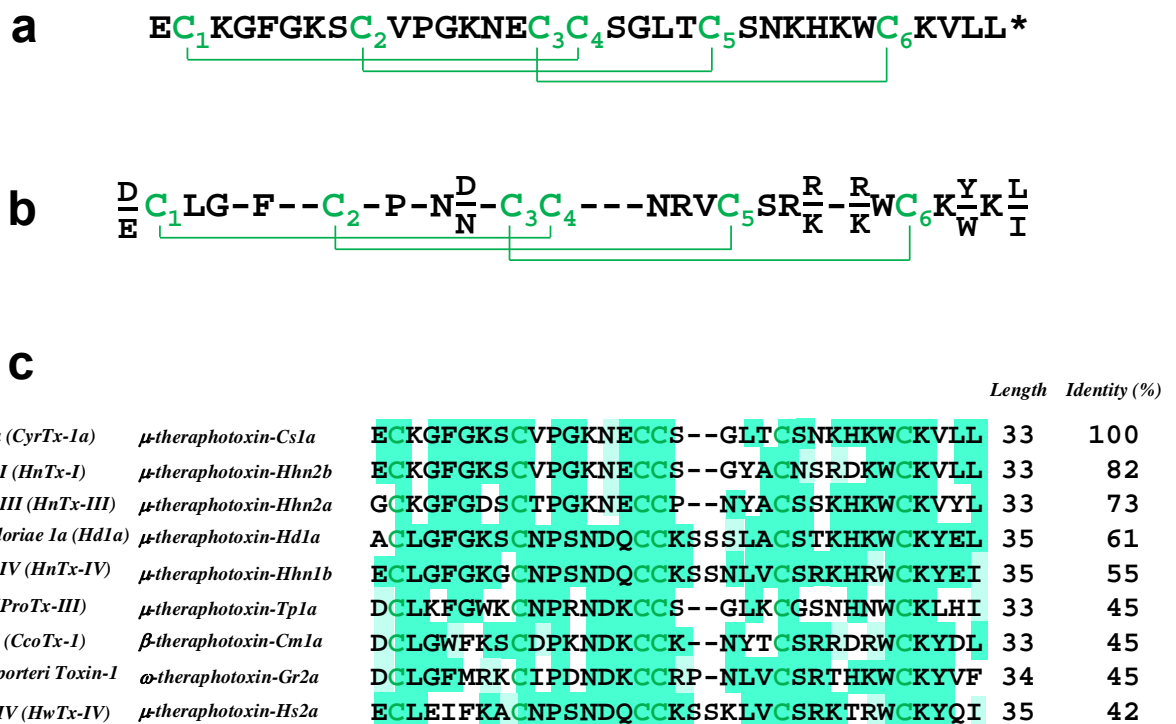 a EC1KGFGKSC2VPGKNEC3C4SGLTC5SNKHKWC6KVLL*
D R R Y L
b C1LG-F--C2-P-N D -C3C4---NRVC5SR - WC6K K
E N K K W I
c
Length Identity (%)
(CyrTx-1a) μ-theraphotoxin-Cs1a ECKGFGKSCVPGKNECCS--GLTCSNKHKWCKVLL 33 100
I (HnTx-I) μ-theraphotoxin-Hhn2b ECKGFGKSCVPGKNECCS--GYACNSRDKWCKVLL 33 82
III (HnTx-III) μ-theraphotoxin-Hhn2a GCKGFGDSCTPGKNECCP--NYACSSKHKWCKVYL 33 73
loriae 1a (Hd1a) μ-theraphotoxin-Hd1a ACLGFGKSCNPSNDQCCKSSSLACSTKHKWCKYEL 35 61
IV (HnTx-IV) μ-theraphotoxin-Hhn1b ECLGFGKGCNPSNDQCCKSSNLVCSRKHRWCKYEI 35 55
ProTx-III) μ-theraphotoxin-Tp1a DCLKFGWKCNPRNDKCCS--GLKCGSNHNWCKLHI 33 45
(CcoTx-1) β-theraphotoxin-Cm1a DCLGWFKSCDPKNDKCCK--NYTCSRRDRWCKYDL 33 45
porteri Toxin-1 ω-theraphotoxin-Gr2a DCLGFMRKCIPDNDKCCRP-NLVCSRTHKWCKYVF 34 45
IV (HwTx-IV) μ-theraphotoxin-Hs2a ECLEIFKACNPSNDQCCKSSKLVCSRKTRWCKYQI 35 42